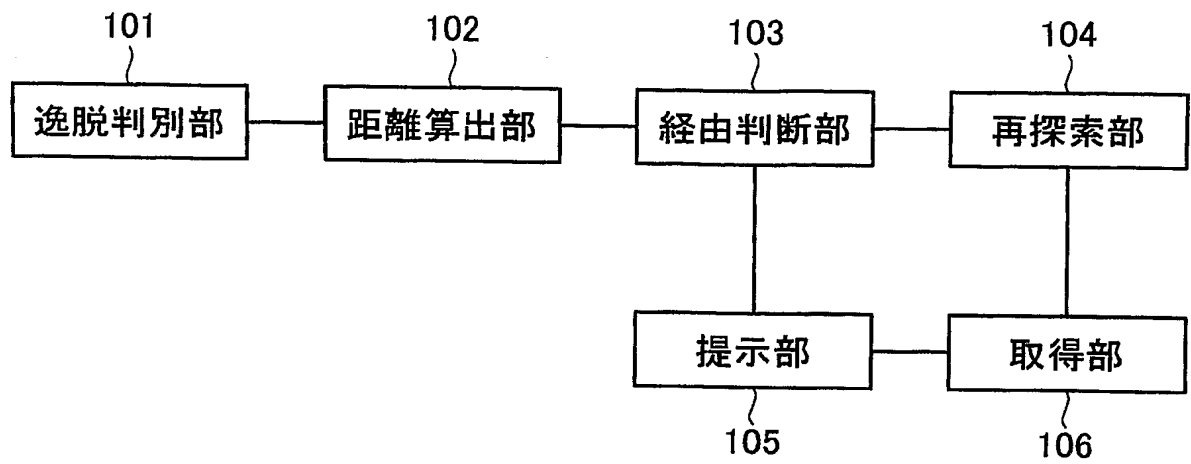 101
102
103
104
逸脱判別部
距離算出部
経由判断部
再探索部
提示部
取得部
105
106